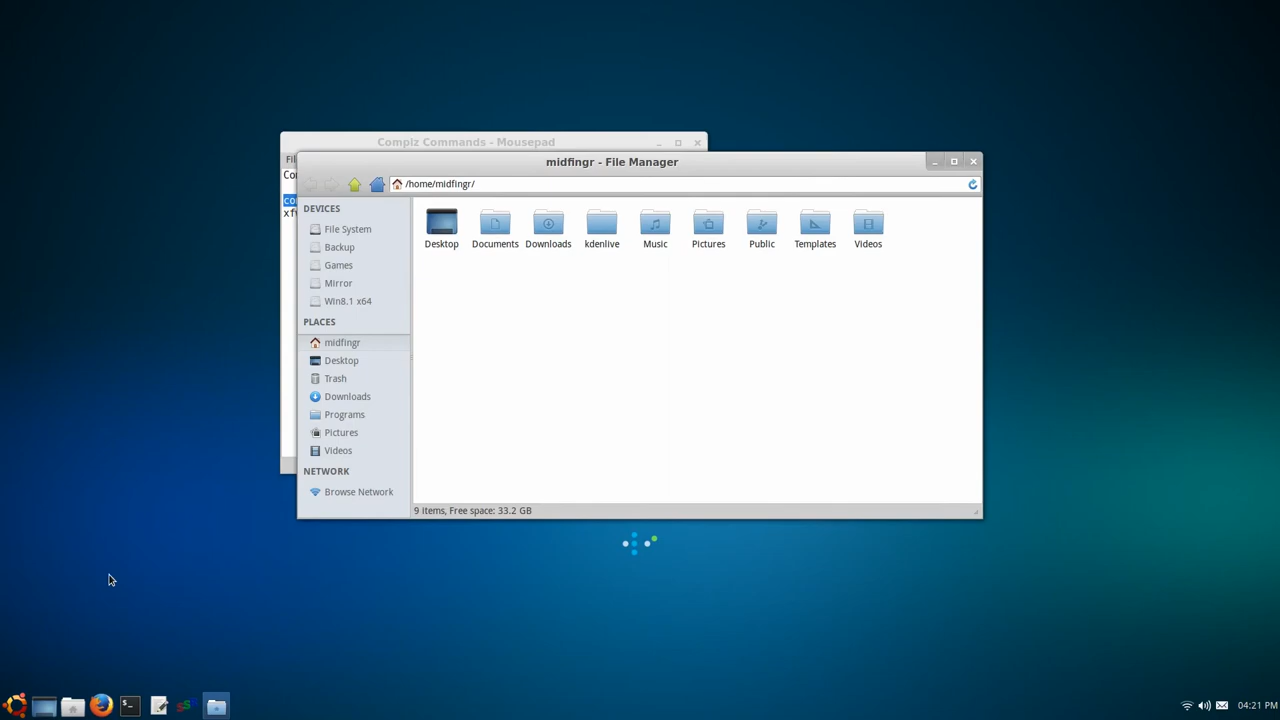 Compiz Commands - Mousepad
midfingr - File Manager
/home/midfingr/
DEVICES
File System
Backup
Games
Mirror
Win8.1 x64
PLACES
midfingr
Desktop
Trash
Downloads
Programs
Pictures
Videos
NETWORK
Browse Network
Desktop
Documents
Downloads
kdenlive
Music
Pictures
Public
Templates
Videos
9 items, Free space: 33.2 GB
04:21 PM